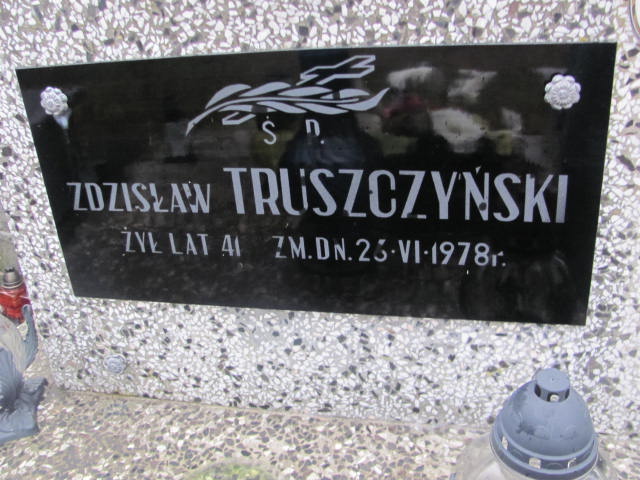 Ś P.
ZDZISŁAW TRUSZCZYŃSKI
ŻYŁ LAT 41 ZM. DN. 23·VI·1978r.